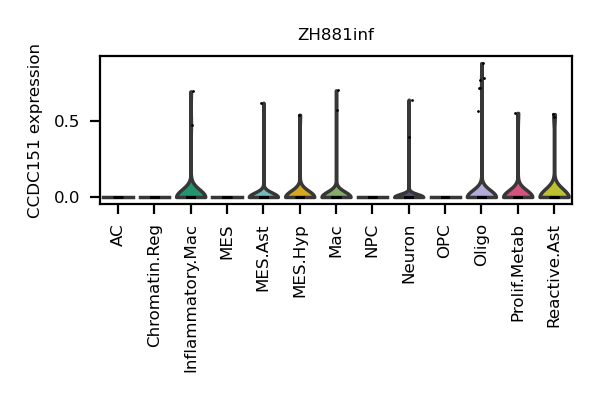 ZH881inf
CCDC151 expression
0.5
0.0
AC
Chromatin.Reg
Inflammatory.Mac
MES
MES.Ast
MES.Hyp
Mac
NPC
Neuron
OPC
Oligo
Prolif.Metab
Reactive.Ast